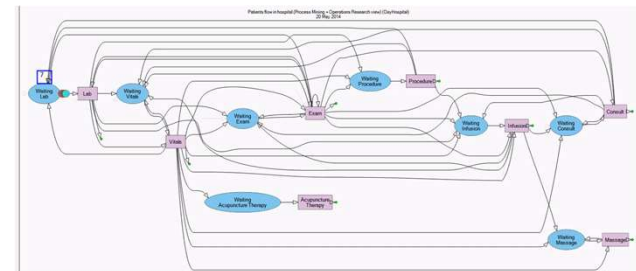 Patients flow in hospital (Process Mining + Operations Research view) (DayHospital)
20 May 2014
7
Waiting
Lab
Lab
Waiting
Vitals
Vitals
Waiting
Exam
Exam
Waiting
Procedure
Procedure
Waiting
Infusion
Infusion
Waiting
Consult
Consult
Waiting
Acupuncture Therapy
Acupuncture
Therapy
Waiting
Massage
Massage